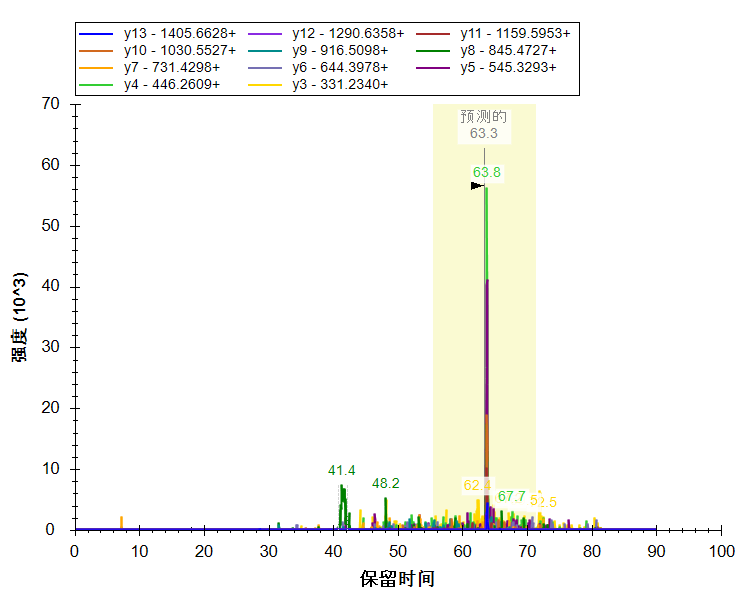 y13 - 1405.6628+ y12 - 1290.6358+ y11 - 1159.5953+
y10 - 1030.5527+ y9 - 916.5098+ y8 - 845.4727+
y7 - 731.4298+ y6 - 644.3978+ y5 - 545.3293+
y4 - 446.2609+ y3 - 331.2340+
70
预测的
63.3
60
63.8
50
40
强度 (10^3)
30
20
10
41.4
48.2
62.4
67.7
0
0 10 20 30 40 50 60 70 80 90 100
保留时间